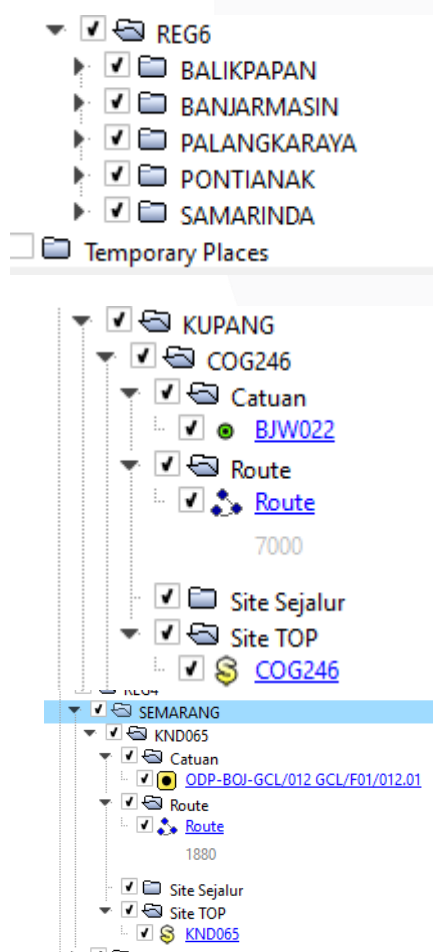 REG6
BALIKPAPAN
BANJARMASIN
PALANGKARAYA
PONTIANAK
SAMARINDA
Temporary Places
KUPANG
COG246
Catuan
BJW022
Route
Route
7000
Site Sejalur
Site TOP
COG246
SEMARANG
KND065
Catuan
ODP-BOJ-GCL/012 GCL/F01/012.01
Route
Route
1880
Site Sejalur
Site TOP
KND065